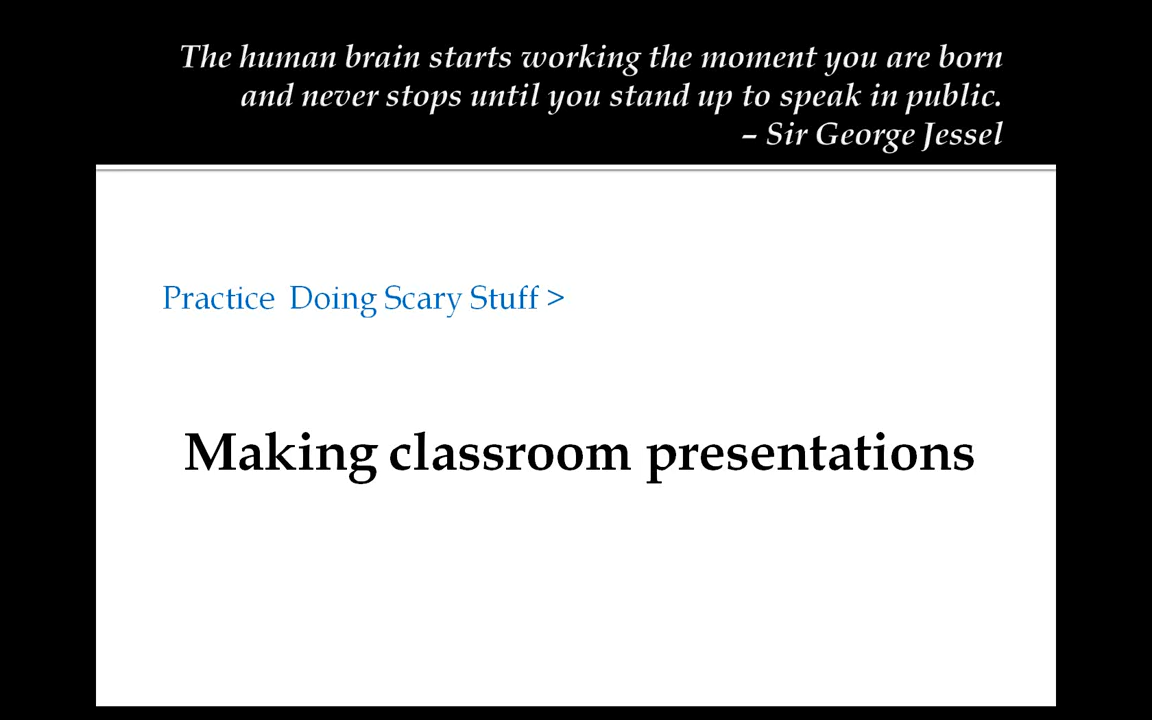 The human brain starts working the moment you are born
and never stops until you stand up to speak in public.
– Sir George Jessel
Practice  Doing Scary Stuff >
Making classroom presentations